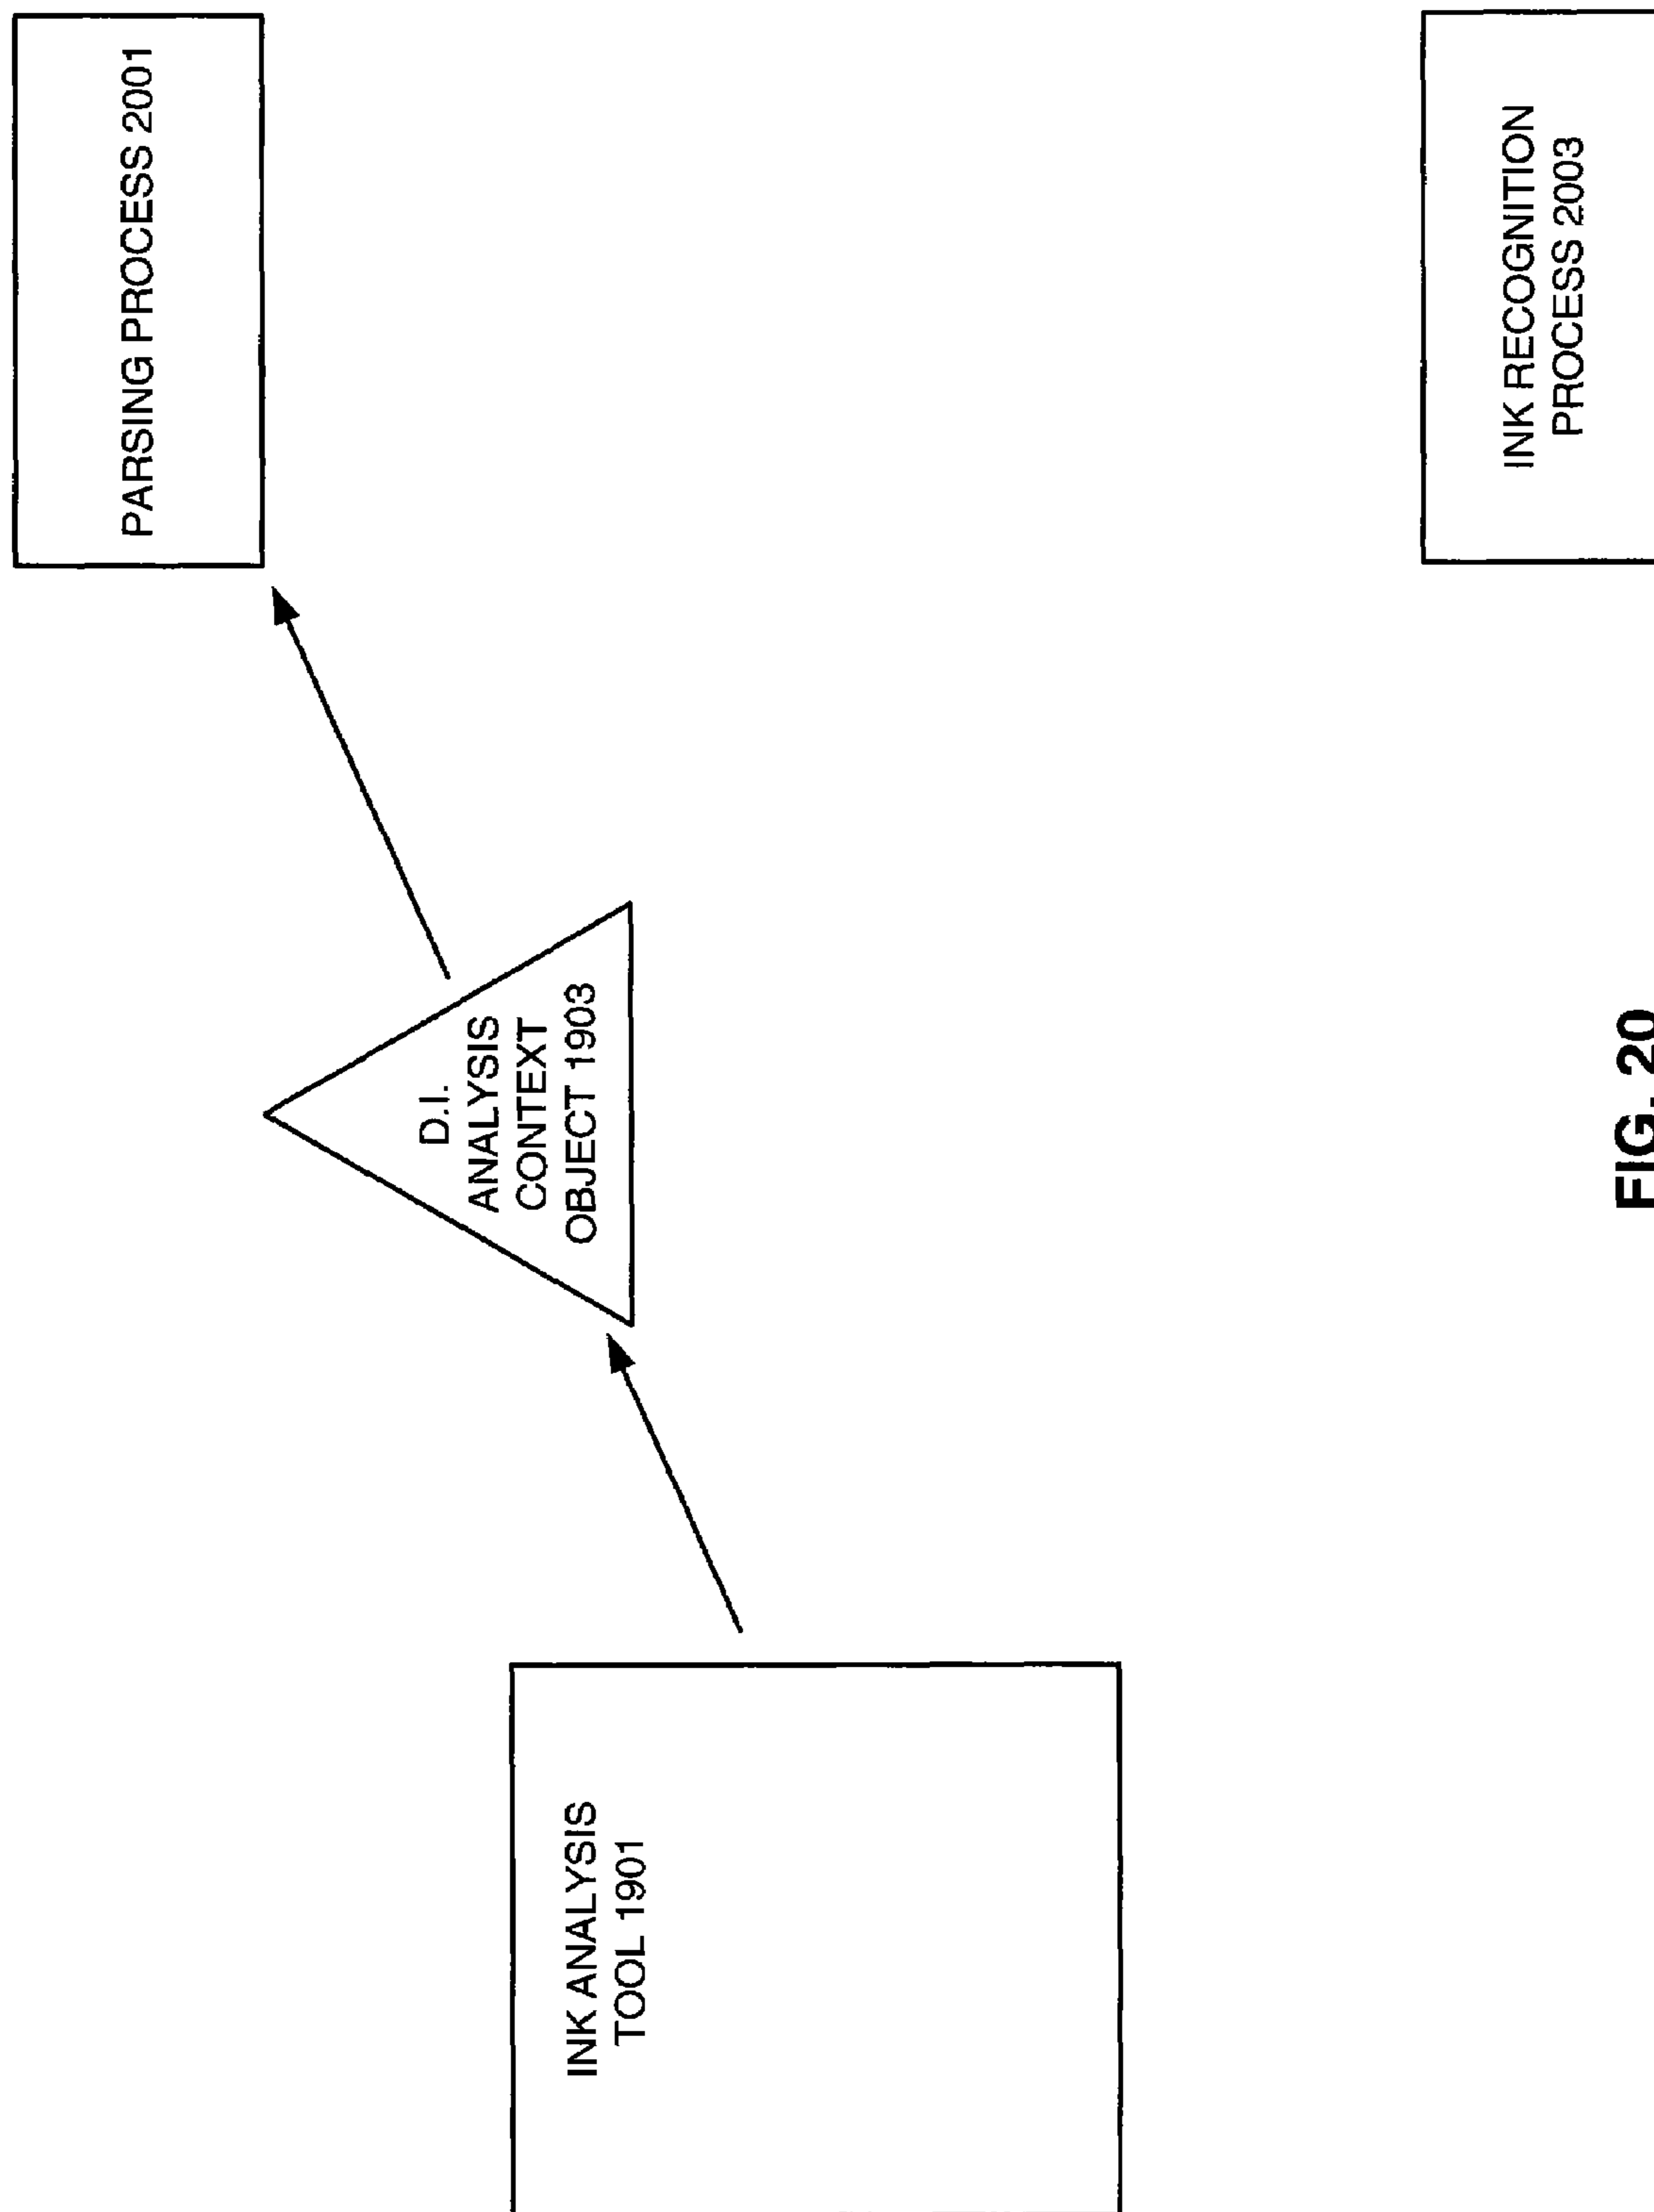 PARSING PROCESS 2001
D.I.
ANALYSIS
CONTEXT
OBJECT 1903
INK ANALYSIS
TOOL 1901
INK RECOGNITION
PROCESS 2003
FIG. 20